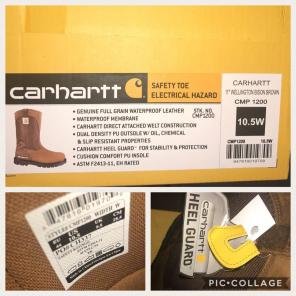 carhartt
SAFETY TOE
ELECTRICAL HAZARD
CARHARTT
11" WELLINGTON BISON BROWN
CMP 1200
10.5W
• GENUINE FULL GRAIN WATERPROOF LEATHER
STK. NO.
CMP1200
• WATERPROOF MEMBRANE
• CARHARTT DIRECT ATTACHED WELT CONSTRUCTION
• DUAL DENSITY PU OUTSOLE W/ OIL, CHEMICAL
& SLIP RESISTANT PROPERTIES
• CARHARTT HEEL GUARD™ FOR STABILITY & PROTECTION
• CUSHION COMFORT PU INSOLE
• ASTM F2413-11, EH RATED
CMP1200
10.5W
WIDTH W
carhartt
HEEL GUARD
PIC•COLLAGE